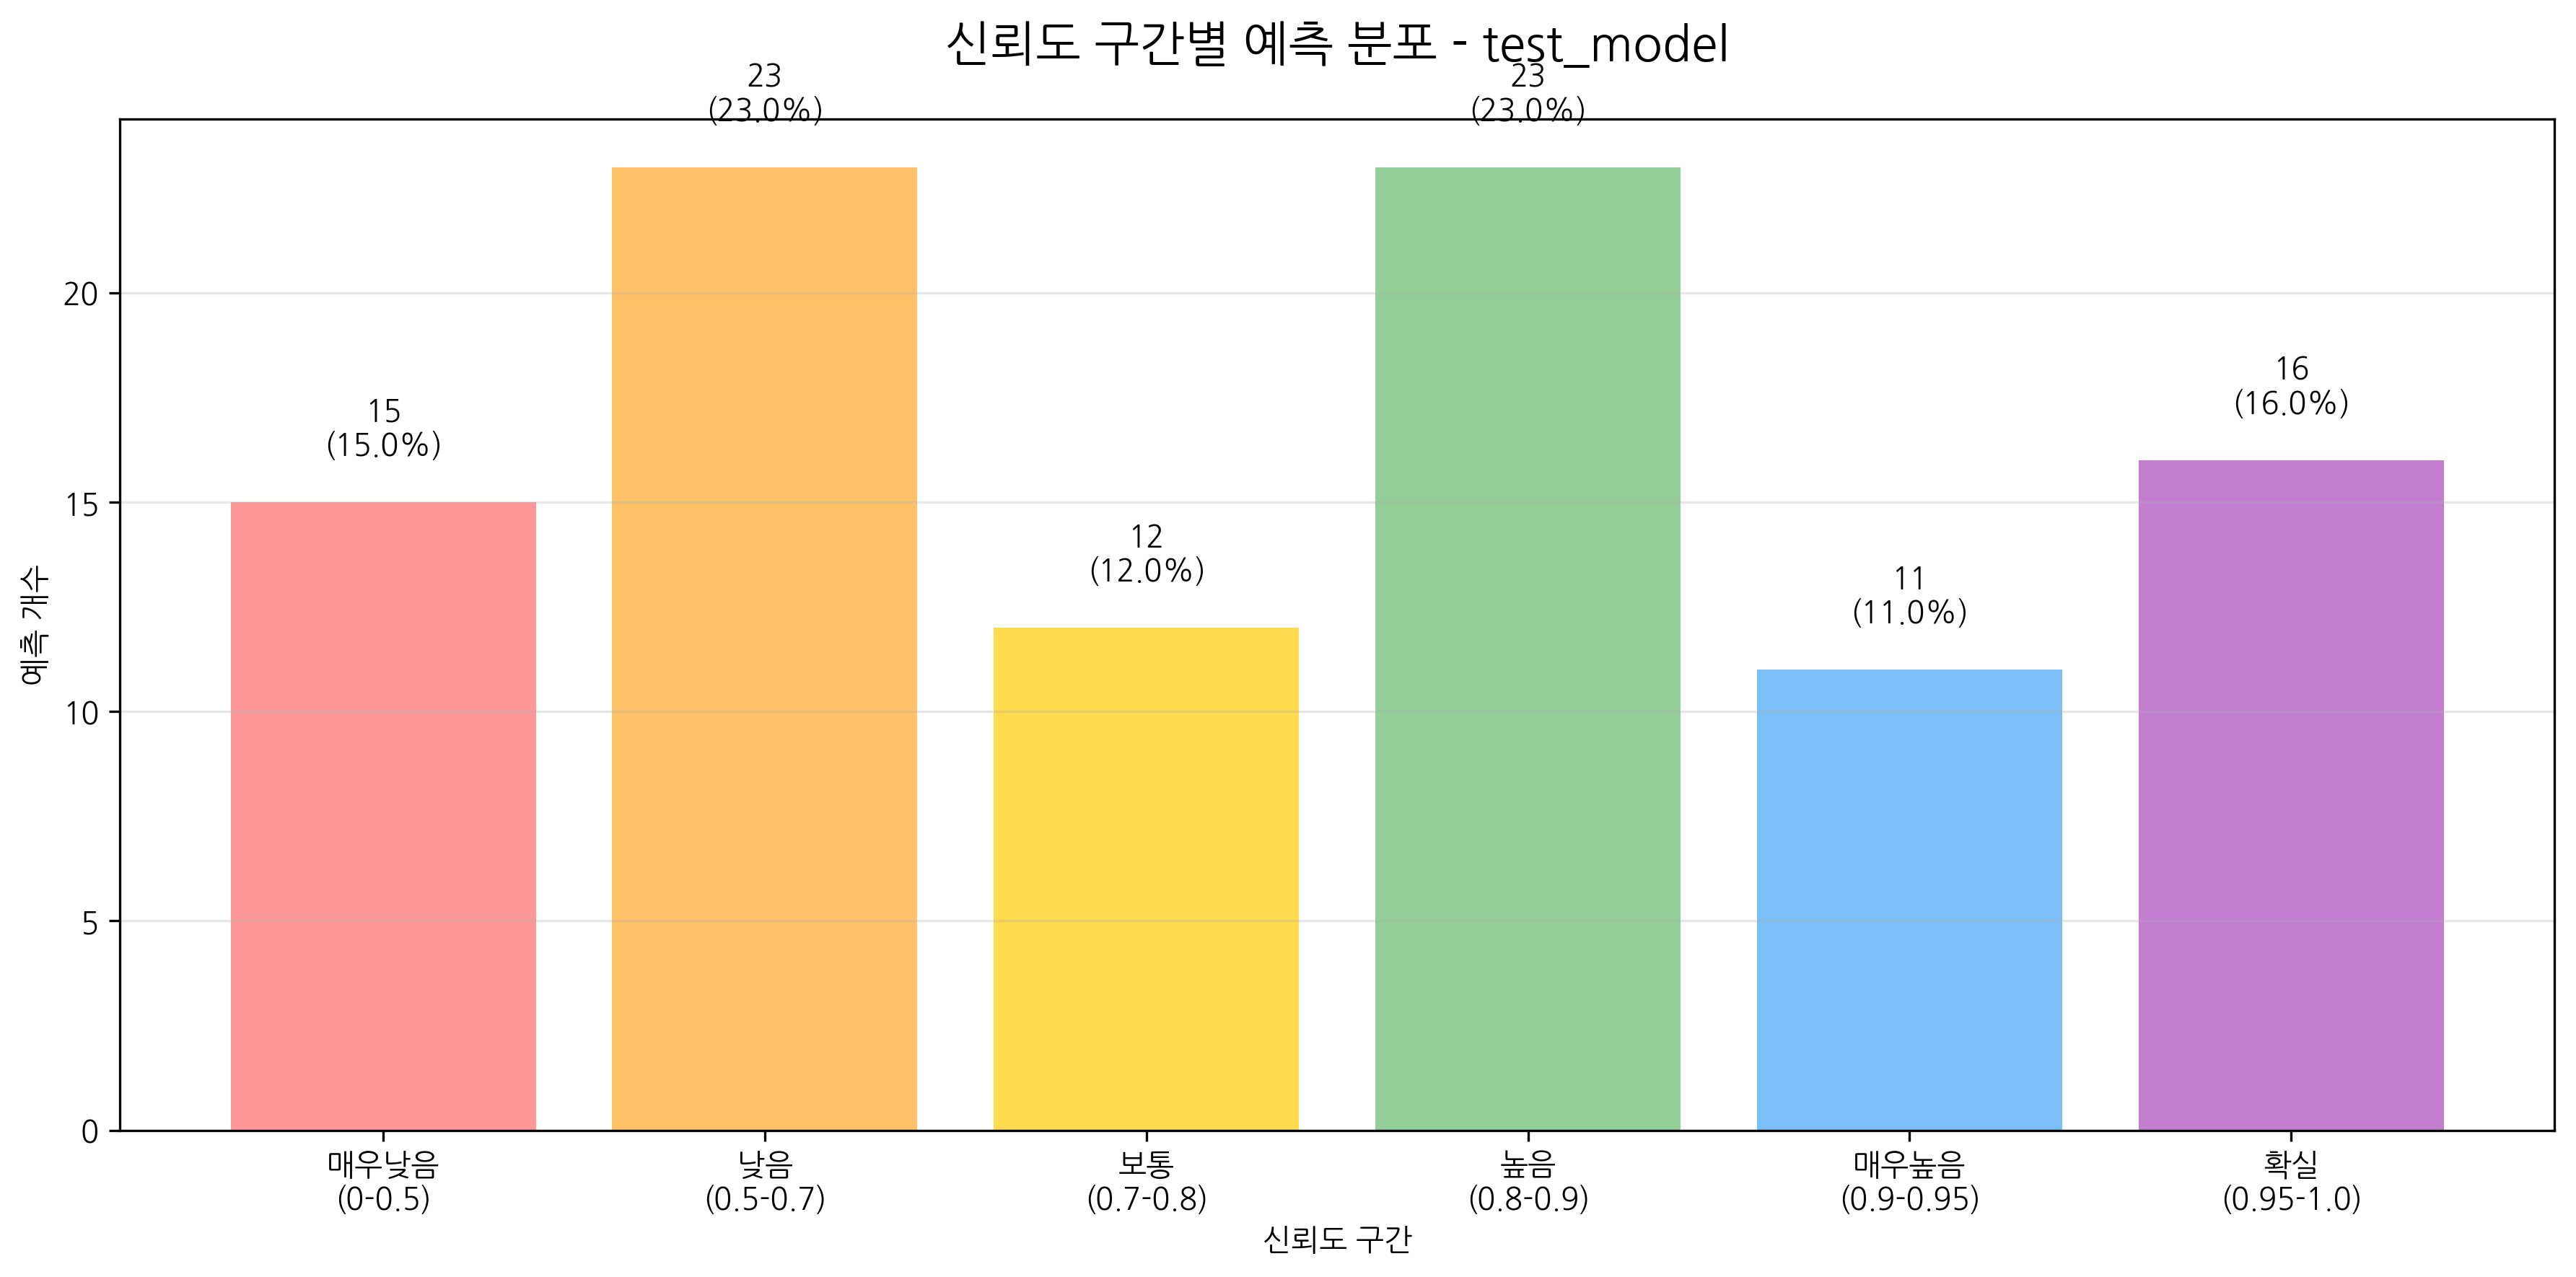 신뢰도 구간별 예측 분포 - test_model
23
(23.0%)
23
(23.0%)
15
(15.0%)
12
(12.0%)
11
(11.0%)
16
(16.0%)
예측 개수
20
15
10
5
0
매우낮음
(0-0.5)
낮음
(0.5-0.7)
보통
(0.7-0.8)
높음
(0.8-0.9)
매우높음
(0.9-0.95)
확실
(0.95-1.0)
신뢰도 구간